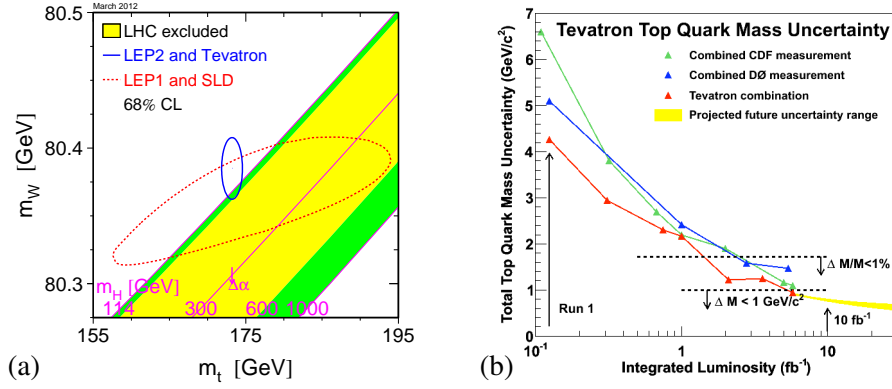 March 2012
80.5
80.4
80.3
m_W [GeV]
LHC excluded
LEP2 and Tevatron
LEP1 and SLD
68% CL
m_H [GeV]
114 300 600 1000
Δα
155 175 195
m_t [GeV]
(a)
Tevatron Top Quark Mass Uncertainty
Combined CDF measurement
Combined DØ measurement
Tevatron combination
Projected future uncertainty range
Total Top Quark Mass Uncertainty (GeV/c²)
7
6
5
4
3
2
1
0
Δ M/M<1%
Δ M < 1 GeV/c²
Run 1
10 fb⁻¹
10⁻¹ 1 10
Integrated Luminosity (fb⁻¹)
(b)